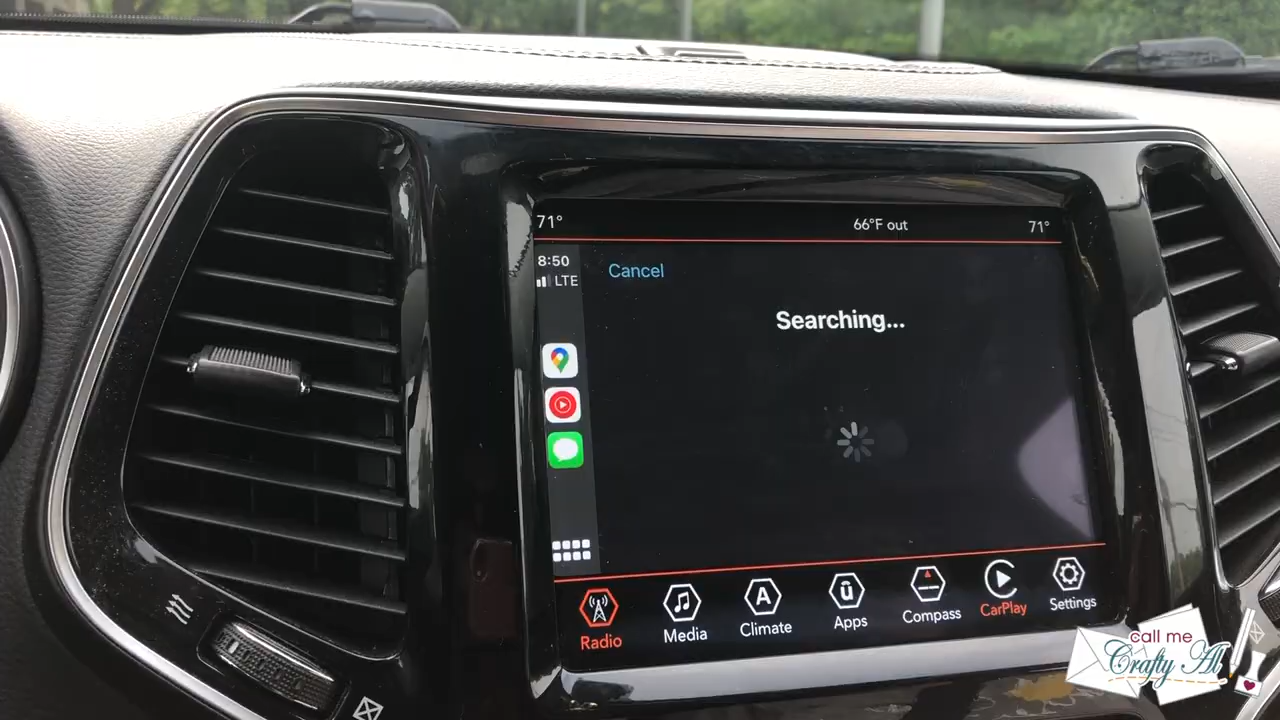 71° 66°F out 71°
8:50
LTE
Cancel
Searching...
Radio Media Climate Apps Compass CarPlay Settings
A
û
call me
Crafty Al